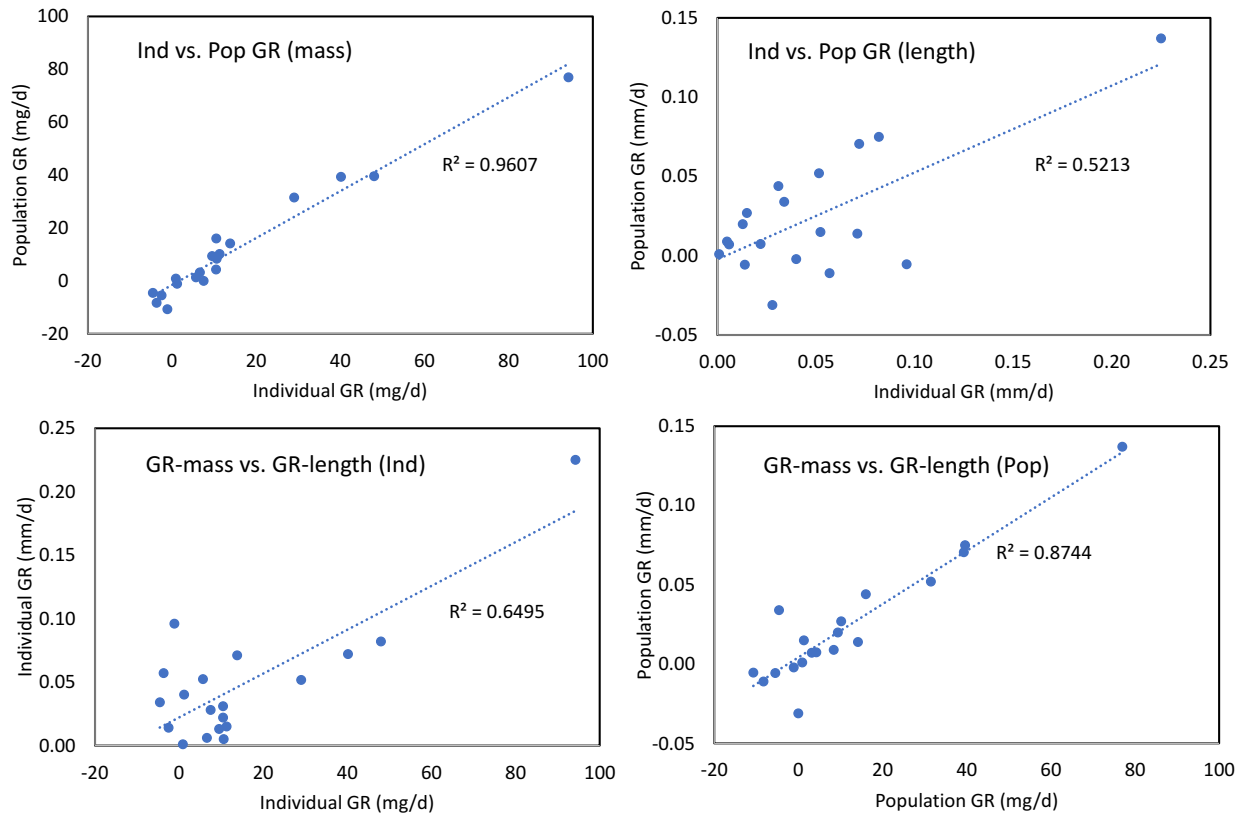 Ind vs. Pop GR (mass)
R² = 0.9607
Population GR (mg/d)
100
80
60
40
20
0
-20
-20 0 20 40 60 80 100
Individual GR (mg/d)
Ind vs. Pop GR (length)
R² = 0.5213
Population GR (mm/d)
0.15
0.10
0.05
0.00
-0.05
0.00 0.05 0.10 0.15 0.20 0.25
Individual GR (mm/d)
GR-mass vs. GR-length (Ind)
R² = 0.6495
Individual GR (mm/d)
0.25
0.20
0.15
0.10
0.05
0.00
-20 0 20 40 60 80 100
Individual GR (mg/d)
GR-mass vs. GR-length (Pop)
R² = 0.8744
Population GR (mm/d)
0.15
0.10
0.05
0.00
-0.05
-20 0 20 40 60 80 100
Population GR (mg/d)